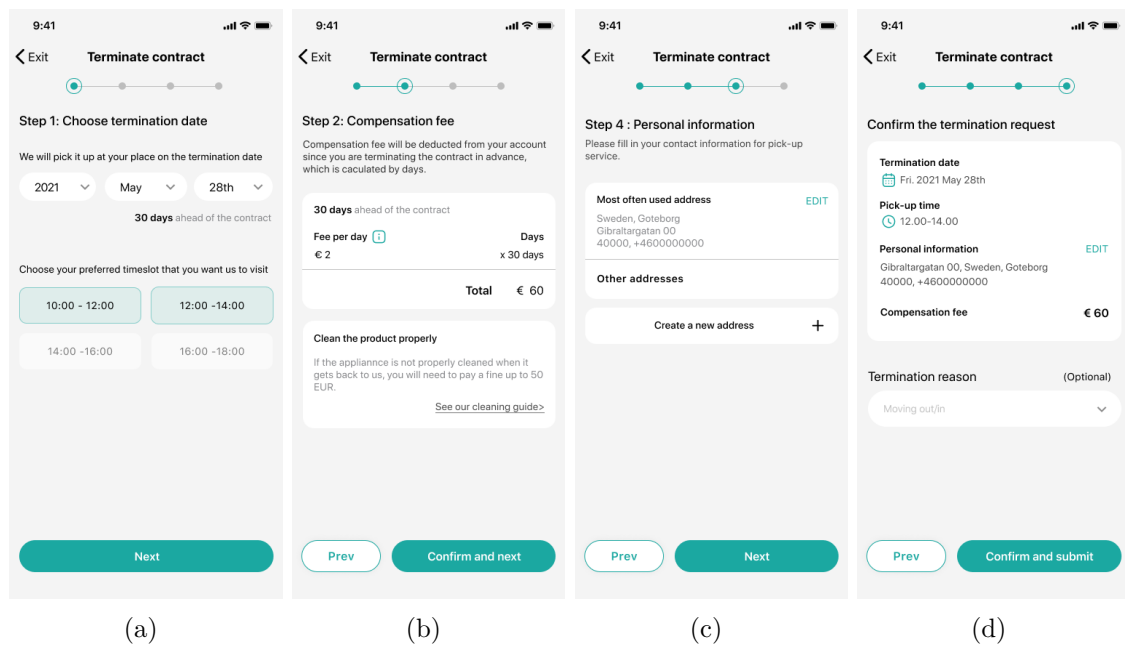 9:41
Exit
Terminate contract
Step 1: Choose termination date
We will pick it up at your place on the termination date
2021
May
28th
30 days ahead of the contract
Choose your preferred timeslot that you want us to visit
10:00 - 12:00
12:00 -14:00
14:00 -16:00
16:00 -18:00
Next
(a)
9:41
Exit
Terminate contract
Step 2: Compensation fee
Compensation fee will be deducted from your account
since you are terminating the contract in advance,
which is caculated by days.
30 days ahead of the contract
Fee per day i
Days
€ 2
x 30 days
Total € 60
Clean the product properly
If the appliannce is not properly cleaned when it
gets back to us, you will need to pay a fine up to 50
EUR.
See our cleaning guide>
Prev
Confirm and next
(b)
9:41
Exit
Terminate contract
Step 4 : Personal information
Please fill in your contact information for pick-up
service.
Most often used address
EDIT
Sweden, Goteborg
Gibraltargatan 00
40000, +4600000000
Other addresses
Create a new address +
Prev
Next
(c)
9:41
Exit
Terminate contract
Confirm the termination request
Termination date
Fri. 2021 May 28th
Pick-up time
12.00-14.00
Personal information
EDIT
Gibraltargatan 00, Sweden, Goteborg
40000, +4600000000
Compensation fee
€ 60
Termination reason
(Optional)
Moving out/in
Prev
Confirm and submit
(d)